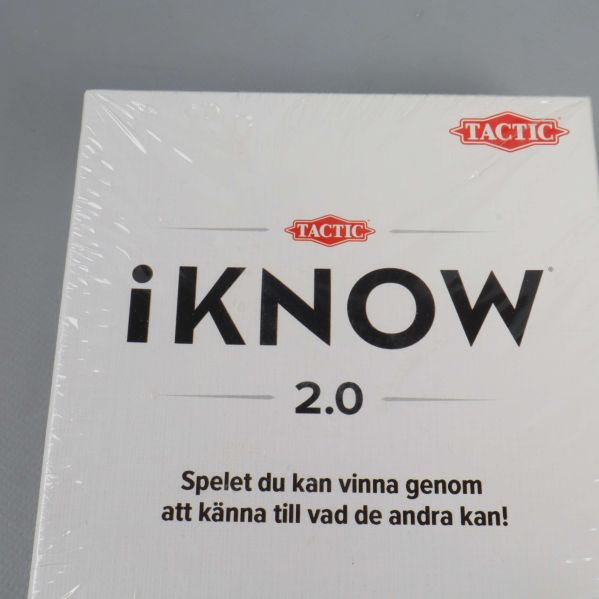 TACTIC
TACTIC
iKNOW
2.0
Spelet du kan vinna genom
att känna till vad de andra kan!